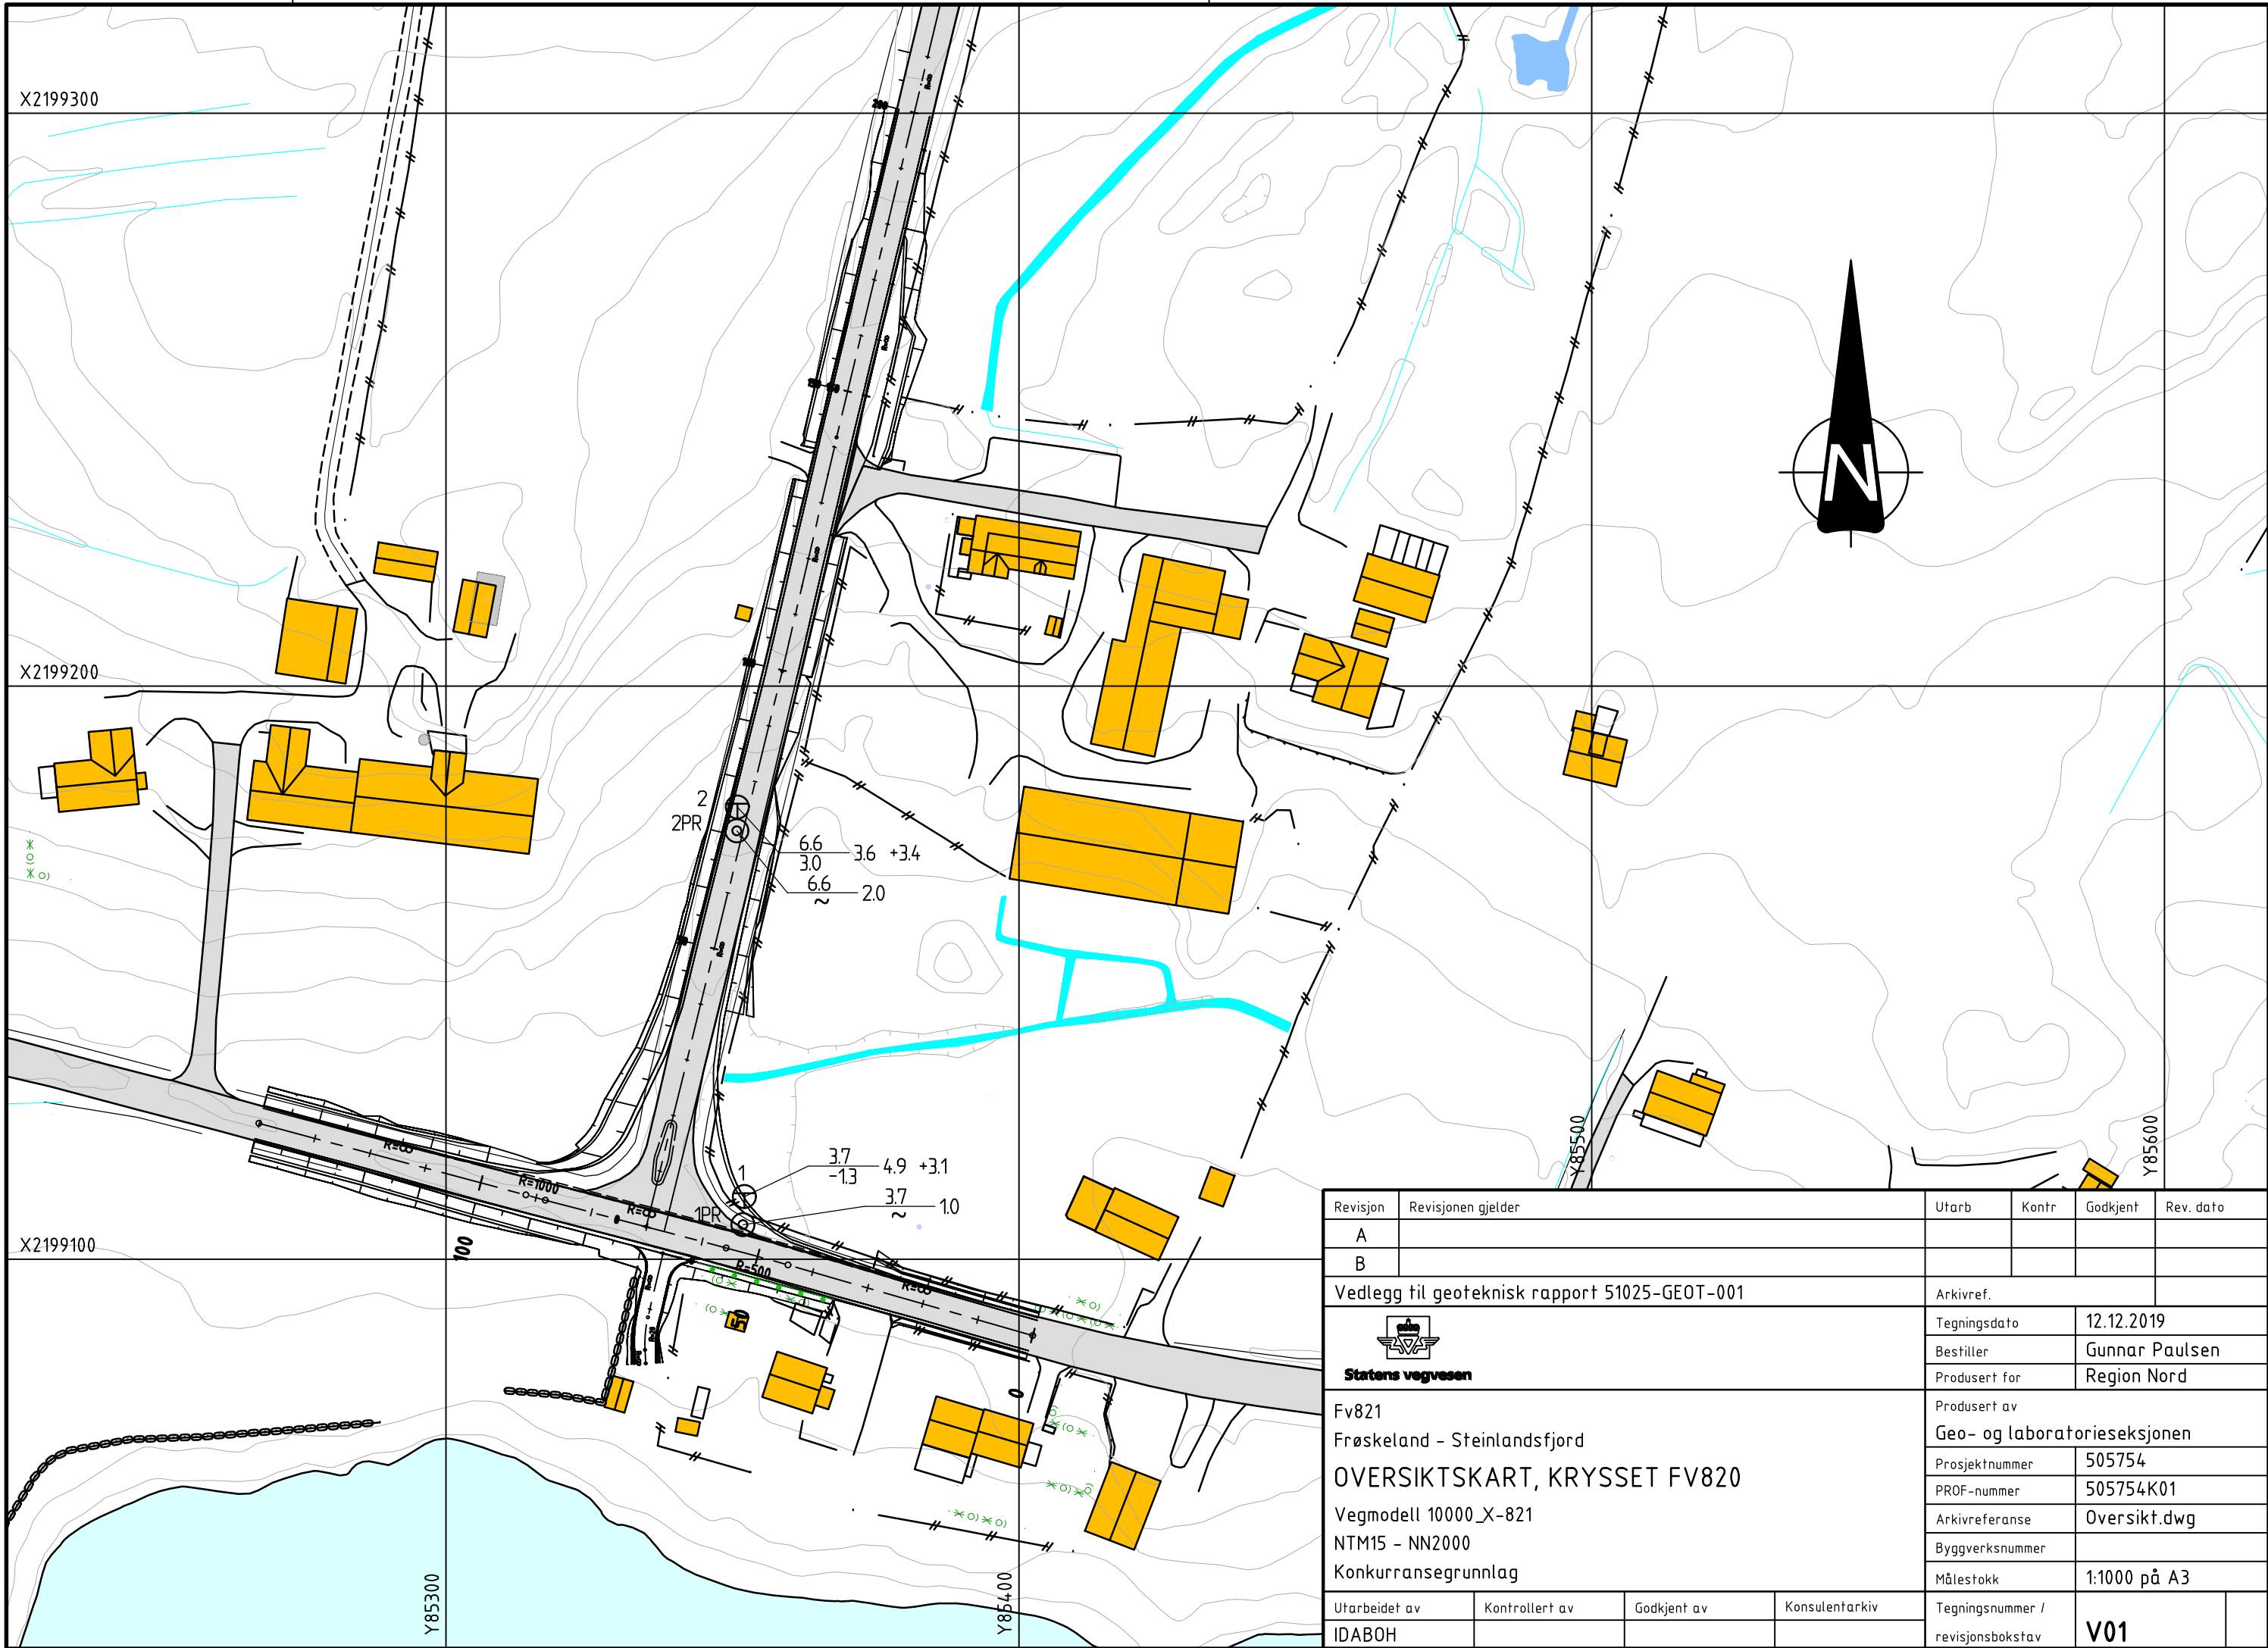 X2199300
X2199200
X2199100
Y85300
Y85400
Y85500
Y85600
N
200
150
2
2PR
6.6
3.0
3.6 +3.4
6.6
~
2.0
1
1PR
3.7
-1.3
4.9 +3.1
3.7
~
1.0
R=∞
R=1000
R=∞
R=500
R=∞
100
50
0
Revisjon Revisjonen gjelder Utarb Kontr Godkjent Rev. dato
A
B
Vedlegg til geoteknisk rapport 51025-GEOT-001
Arkivref.
Statens vegvesen
Tegningsdato 12.12.2019
Bestiller Gunnar Paulsen
Produsert for Region Nord
Fv821
Frøskeland - Steinlandsfjord
OVERSIKTSKART, KRYSSET FV820
Vegmodell 10000_X-821
NTM15 - NN2000
Konkurransegrunnlag
Produsert av
Geo- og laboratorieseksjonen
Prosjektnummer 505754
PROF-nummer 505754K01
Arkivreferanse Oversikt.dwg
Byggverksnummer
Målestokk 1:1000 på A3
Utarbeidet av Kontrollert av Godkjent av Konsulentarkiv
IDABOH
Tegningsnummer /
revisjonsbokstav V01